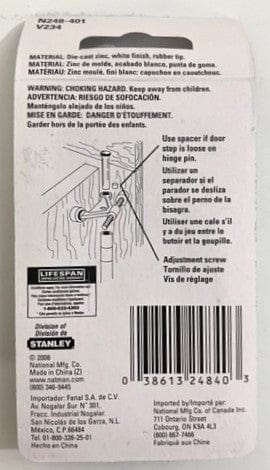 N248-401
V234
MATERIAL: Die-cast zinc, white finish, rubber tip.
MATERIAL: Zinc de molde, acabado blanco, punta de goma.
MATÉRIAU: Zinc moulé, fini blanc; capuchon en caoutchouc.
WARNING: CHOKING HAZARD. Keep away from children.
ADVERTENCIA: RIESGO DE SOFOCACIÓN.
Manténgalo alejado de los niños.
MISE EN GARDE: DANGER D'ÉTOUFFEMENT.
Garder hors de la portée des enfants.
Use spacer if door
stop is loose on
hinge pin.
Utilizar un
separador si el
parador se desliza
sobre el perno de la
bisagra.
Utiliser une cale s'il
y a du jeu entre le
butoir et la goupille.
Adjustment screw
Tornillo de ajuste
Vis de réglage
LIFESPAN
Division of
División de
STANLEY
© 2008
National Mfg. Co.
Made in China (Z)
www.natman.com
(800) 346-9445
Importador: Fanal S.A. de C.V.
Av. Nogalar Sur N° 301,
Fracc. Industrial Nogalar
San Nicolás de los Garza, N.L.
México, C.P. 66484
Tel. 01-800-326-25-01
Hecho en China
0 38613 24840 3
Imported by/Importé par:
National Mfg. Co. of Canada Inc.
711 Ontario Street
Cobourg, ON K9A 4L3
(800) 667-7466
Fabriqué aux Chine